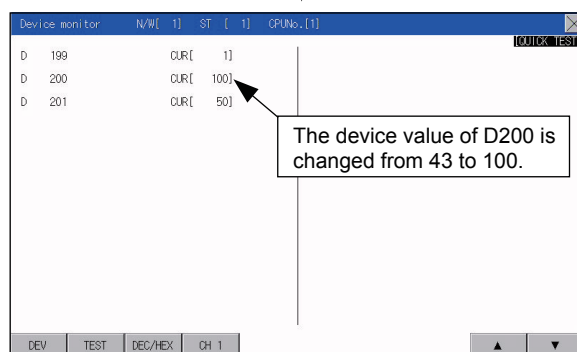 Device monitor N/W[ 1] ST [ 1] CPUNo.[1]
[QUICK TEST
D 199 CUR[ 1]
D 200 CUR[ 100]
D 201 CUR[ 50]
The device value of D200 is
changed from 43 to 100.
DEV TEST DEC/HEX CH 1 ▲ ▼